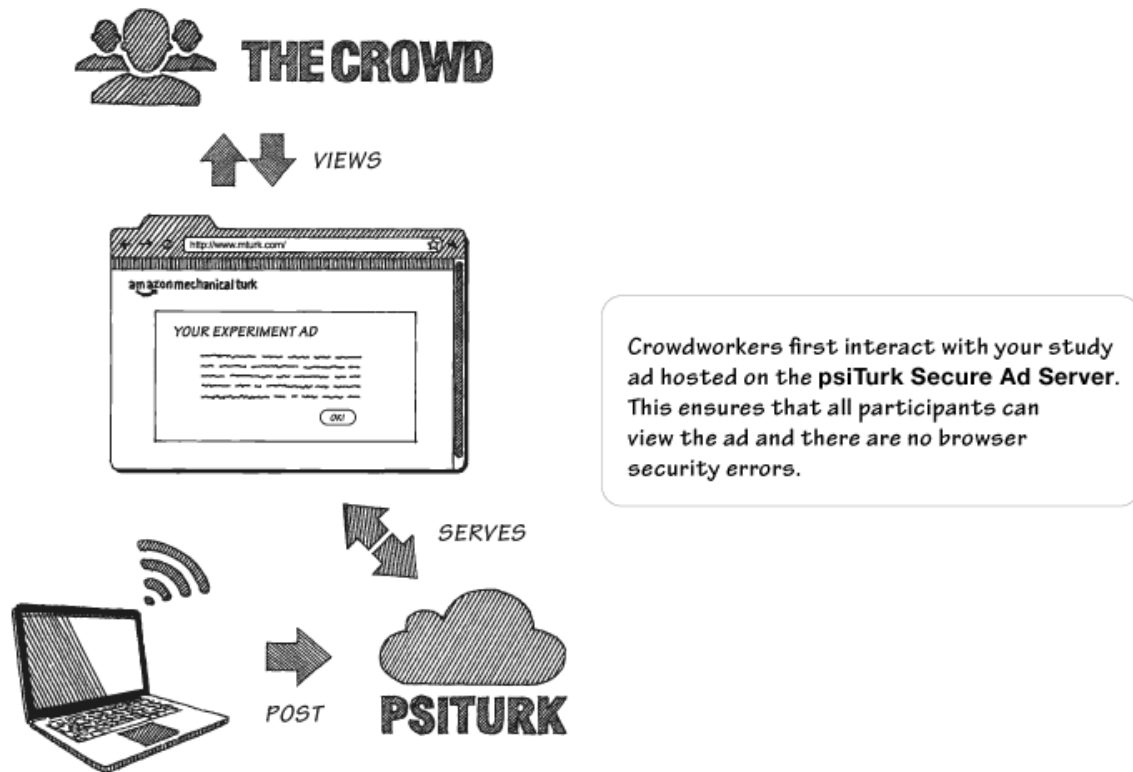 THE CROWD
VIEWS
http://www.mturk.com/
amazonmechanical turk
YOUR EXPERIMENT AD
OK!
Crowdworkers first interact with your study
ad hosted on the psiTurk Secure Ad Server.
This ensures that all participants can
view the ad and there are no browser
security errors.
SERVES
POST
PSITURK